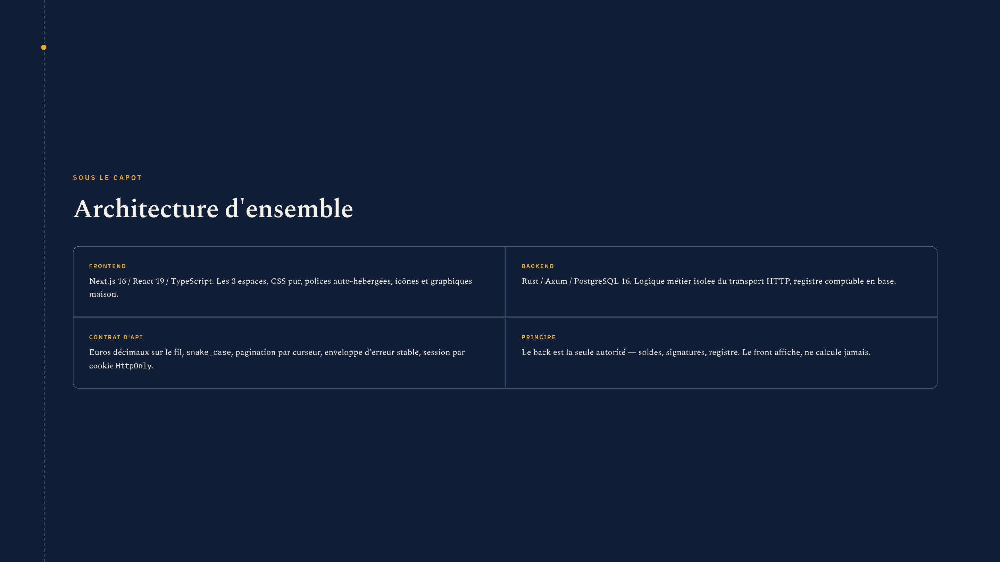 SOUS LE CAPOT
Architecture d'ensemble
FRONTEND
Next.js 16 / React 19 / TypeScript. Les 3 espaces, CSS pur, polices auto-hébergées, icônes et graphiques
maison.
BACKEND
Rust / Axum / PostgreSQL 16. Logique métier isolée du transport HTTP, registre comptable en base.
CONTRAT D'API
Euros décimaux sur le fil, snake_case, pagination par curseur, enveloppe d'erreur stable, session par
cookie HttpOnly.
PRINCIPE
Le back est la seule autorité — soldes, signatures, registre. Le front affiche, ne calcule jamais.